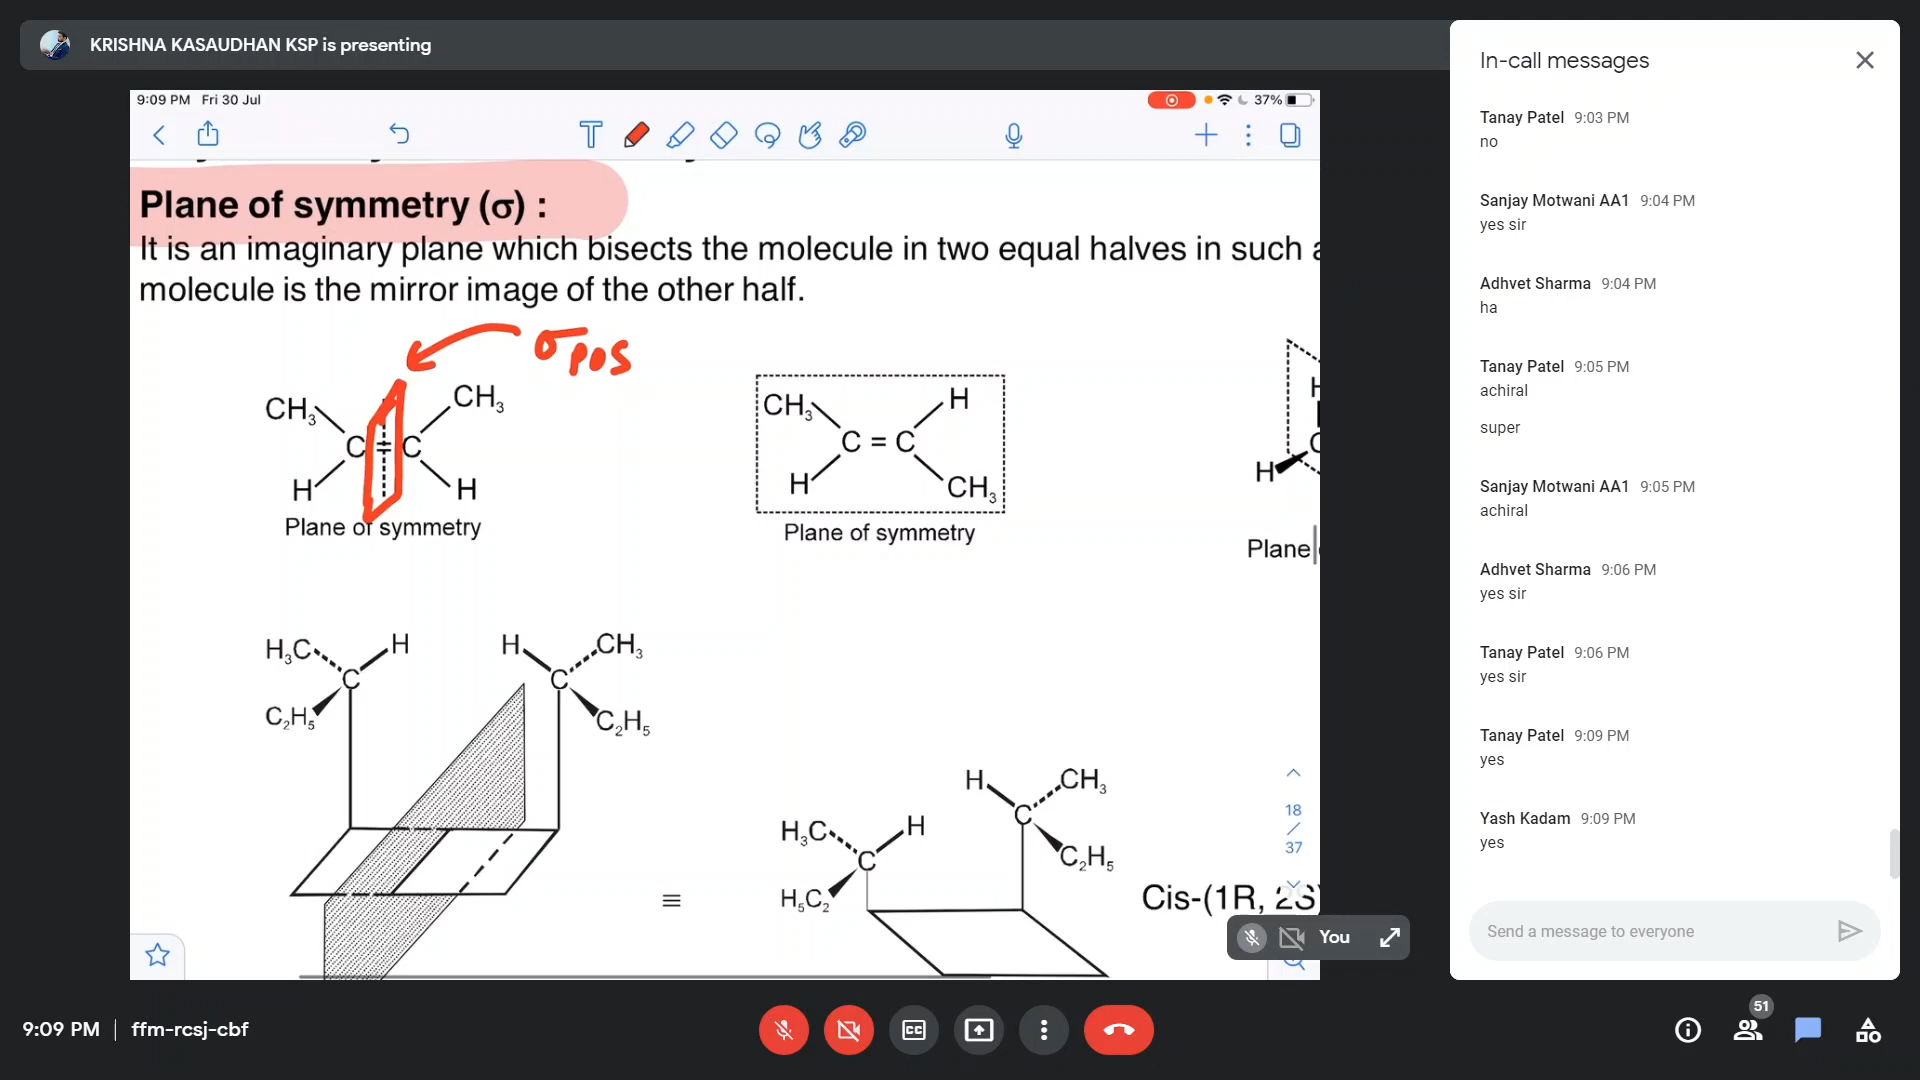 KRISHNA KASAUDHAN KSP is presenting
9:09 PM Fri 30 Jul
37%
Plane of symmetry (σ) :
It is an imaginary plane which bisects the molecule in two equal halves in such
molecule is the mirror image of the other half.
σ POS
CH₃ CH₃
C = C
H H
Plane of symmetry
CH₃ H
C = C
H CH₃
Plane of symmetry
H
C
H
Plane
H₃C H H CH₃
C C
C₂H₅ C₂H₅
≡
H CH₃
C
H₃C H
C C₂H₅
H₅C₂
Cis-(1R, 2S)
18
/
37
You
In-call messages
Tanay Patel 9:03 PM
no
Sanjay Motwani AA1 9:04 PM
yes sir
Adhvet Sharma 9:04 PM
ha
Tanay Patel 9:05 PM
achiral
super
Sanjay Motwani AA1 9:05 PM
achiral
Adhvet Sharma 9:06 PM
yes sir
Tanay Patel 9:06 PM
yes sir
Tanay Patel 9:09 PM
yes
Yash Kadam 9:09 PM
yes
Send a message to everyone
9:09 PM | ffm-rcsj-cbf
CC
51